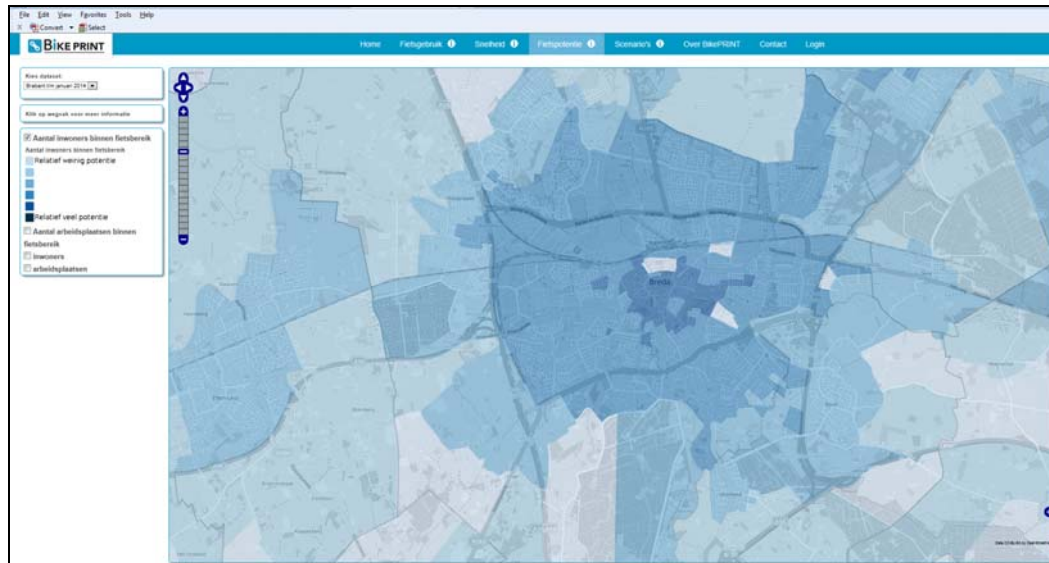 File Edit View Favorites Tools Help
× Convert Select
BIKE PRINT
Home Fietsgebruik Snelheid Fietspotentie Scenario's Over BikePRINT Contact Login
Kies dataset:
Brabant t/m januari 2014
Klik op wegvak voor meer informatie
Aantal inwoners binnen fietsbereik
Aantal inwoners binnen fietsbereik
Relatief weinig potentie
Relatief veel potentie
Aantal arbeidsplaatsen binnen
fietsbereik
inwoners
arbeidsplaatsen
Breda